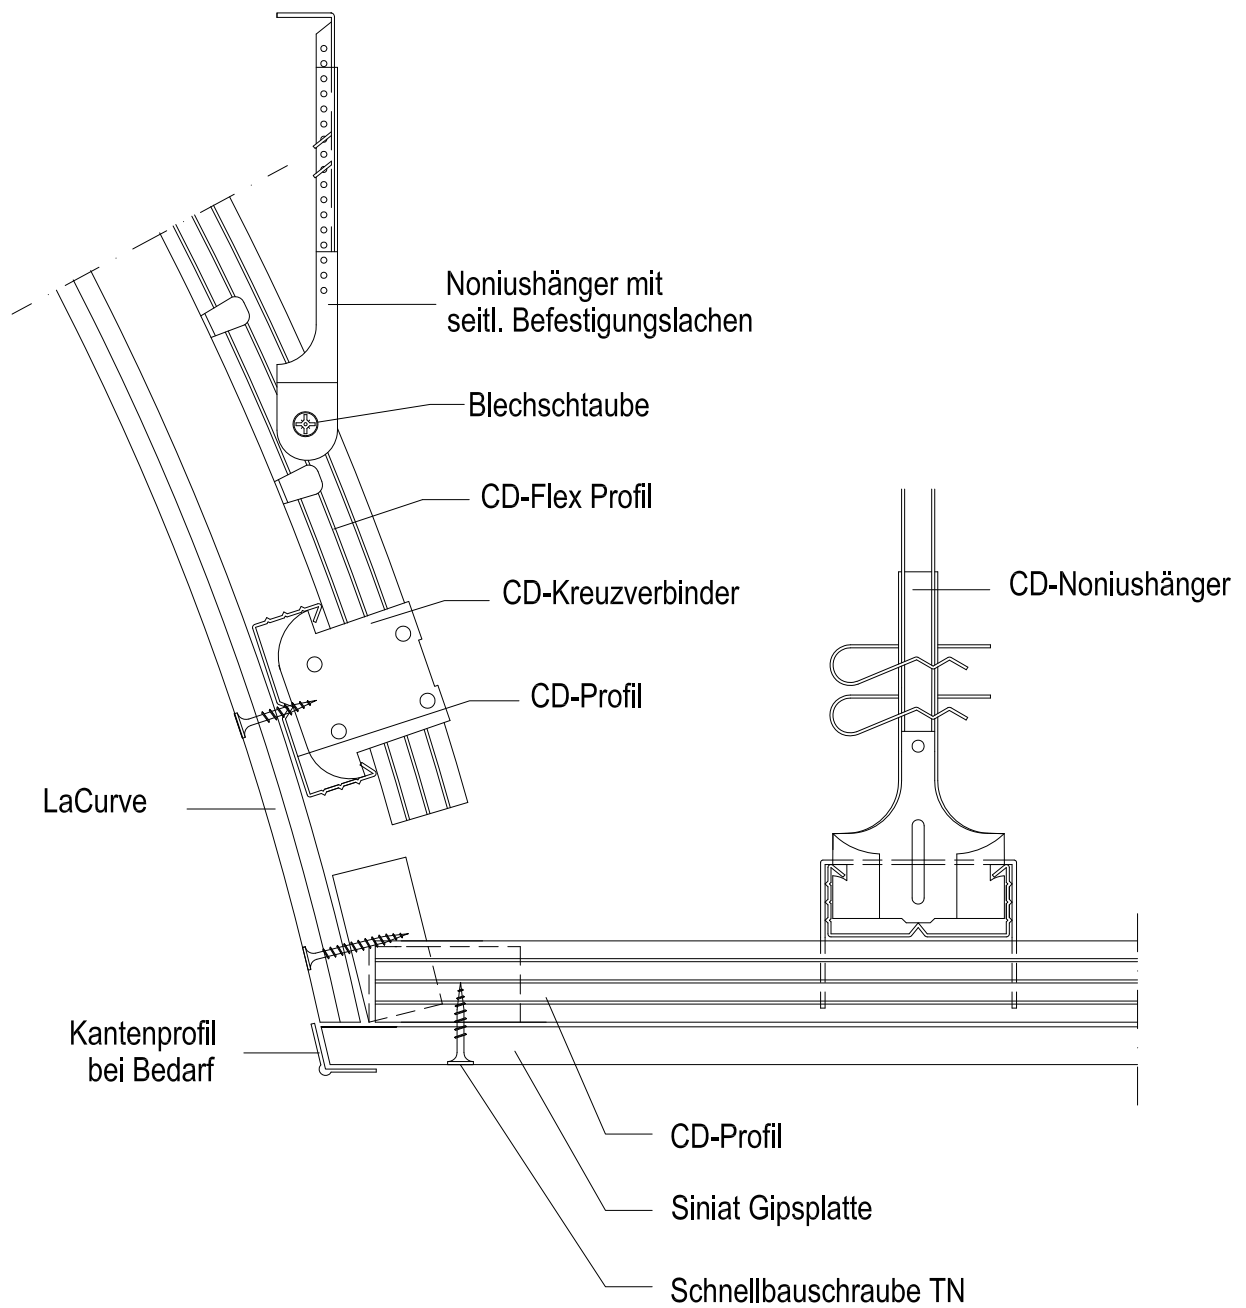 Noniushänger mit
seitl. Befestigungslachen
Blechschtaube
CD-Flex Profil
CD-Kreuzverbinder
CD-Noniushänger
CD-Profil
LaCurve
Kantenprofil
bei Bedarf
CD-Profil
Siniat Gipsplatte
Schnellbauschraube TN